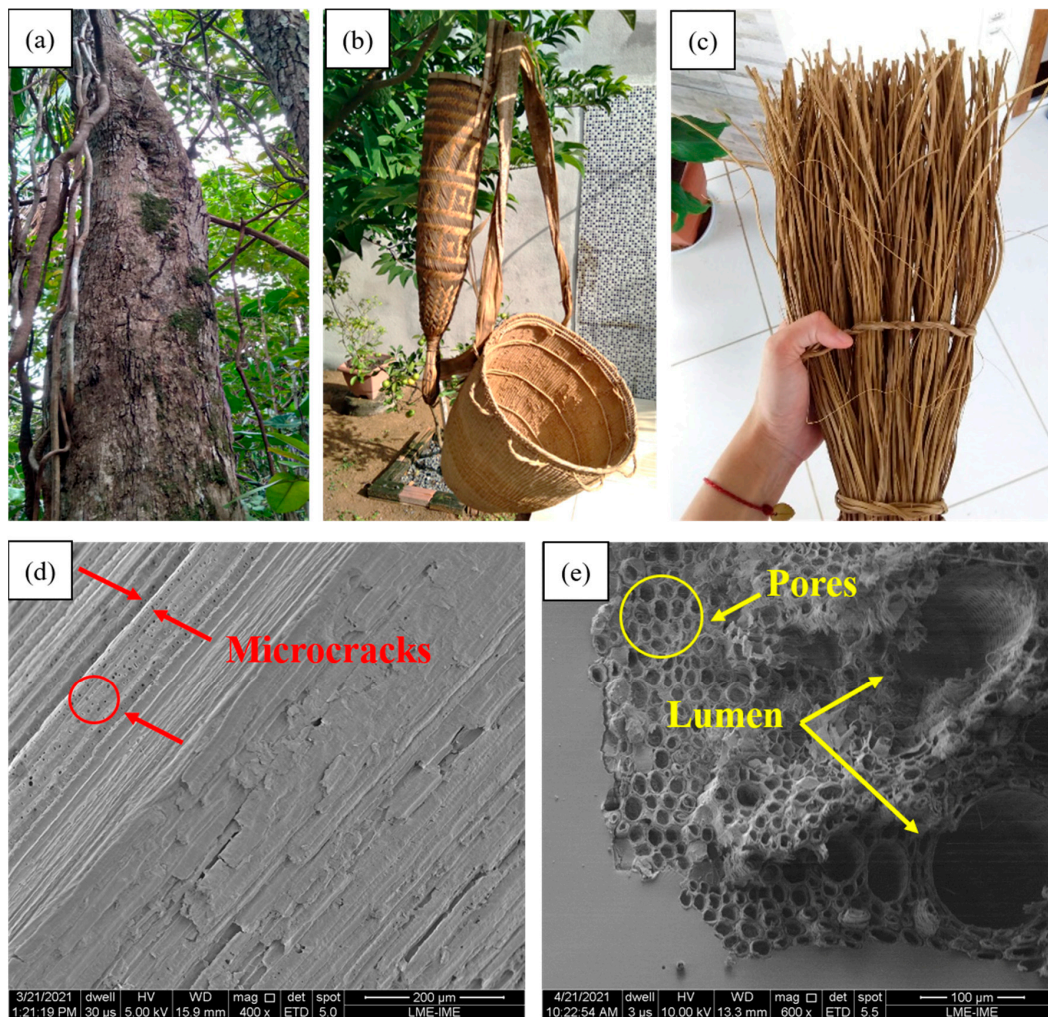 (a)
(b)
(c)
(d)
Microcracks
3/21/2021 dwell HV WD mag □ det spot 200 µm
1:21:19 PM 30 µs 5.00 kV 15.9 mm 400 x ETD 5.0 LME-IME
(e)
Pores
Lumen
4/21/2021 dwell HV WD mag □ det spot 100 µm
10:22:54 AM 3 µs 10.00 kV 13.3 mm 600 x ETD 5.5 LME-IME